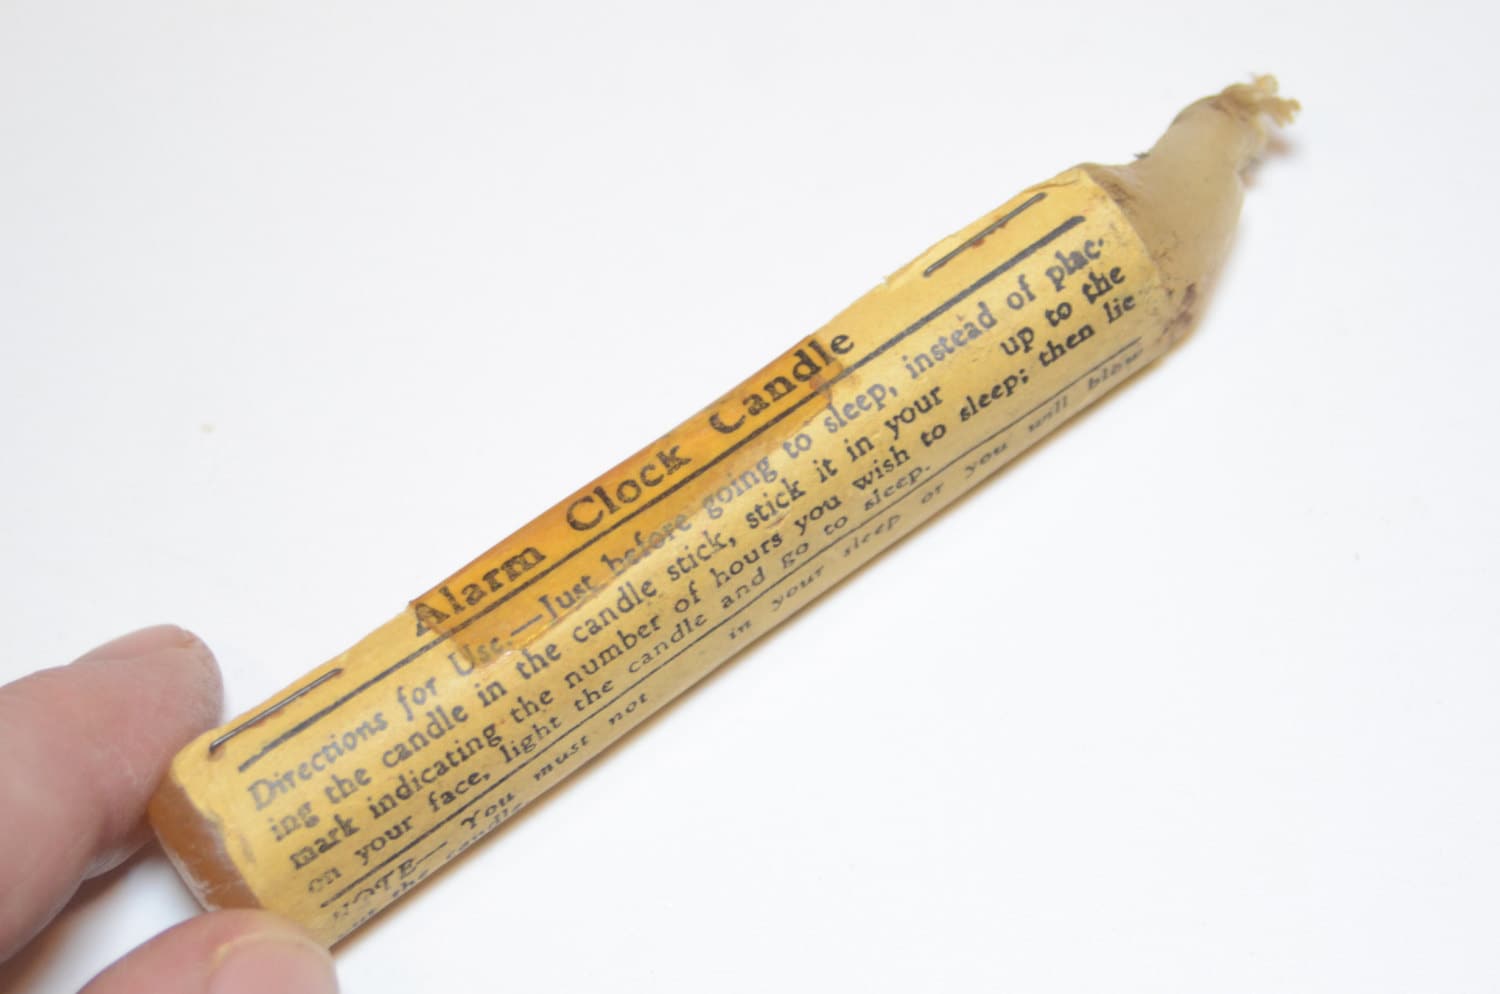 Alarm Clock Candle
Directions for Use.—Just before going to sleep, instead of plac-
ing the candle in the candle stick, stick it in your up to the
mark indicating the number of hours you wish to sleep; then lie
on your face, light the candle and go to sleep.
NOTE— You must not in your sleep or you will blow
out the candle